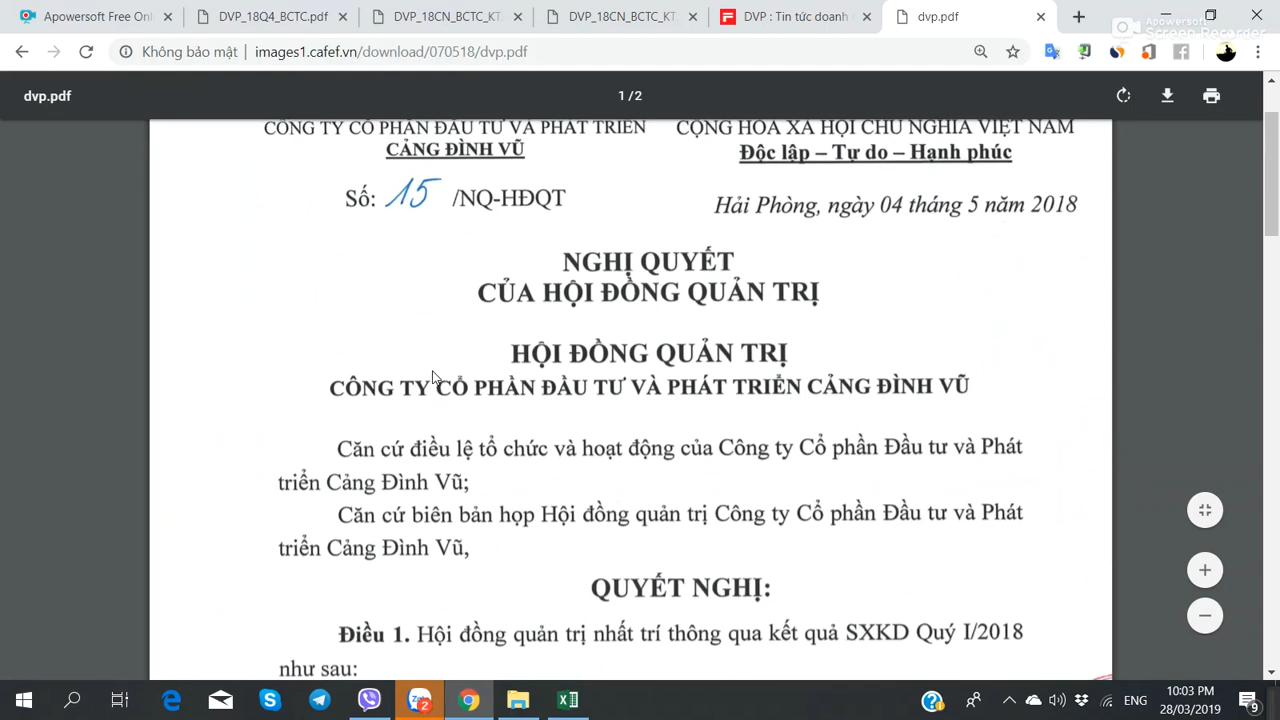 Apowersoft Free Onl
DVP_18Q4_BCTC.pdf
DVP_18CN_BCTC_KT
DVP_18CN_BCTC_KT
DVP : Tin tức doanh
dvp.pdf
Apowersoft
Screen Recorder
Không bảo mật | images1.cafef.vn/download/070518/dvp.pdf
dvp.pdf
1 / 2
CÔNG TY CỔ PHẦN ĐẦU TƯ VÀ PHÁT TRIỂN
CẢNG ĐÌNH VŨ
CỘNG HÒA XÃ HỘI CHỦ NGHĨA VIỆT NAM
Độc lập – Tự do – Hạnh phúc
Số: 15 /NQ-HĐQT
Hải Phòng, ngày 04 tháng 5 năm 2018
NGHỊ QUYẾT
CỦA HỘI ĐỒNG QUẢN TRỊ
HỘI ĐỒNG QUẢN TRỊ
CÔNG TY CỔ PHẦN ĐẦU TƯ VÀ PHÁT TRIỂN CẢNG ĐÌNH VŨ
Căn cứ điều lệ tổ chức và hoạt động của Công ty Cổ phần Đầu tư và Phát
triển Cảng Đình Vũ;
Căn cứ biên bản họp Hội đồng quản trị Công ty Cổ phần Đầu tư và Phát
triển Cảng Đình Vũ,
QUYẾT NGHỊ:
Điều 1. Hội đồng quản trị nhất trí thông qua kết quả SXKD Quý I/2018
như sau:
ENG
10:03 PM
28/03/2019